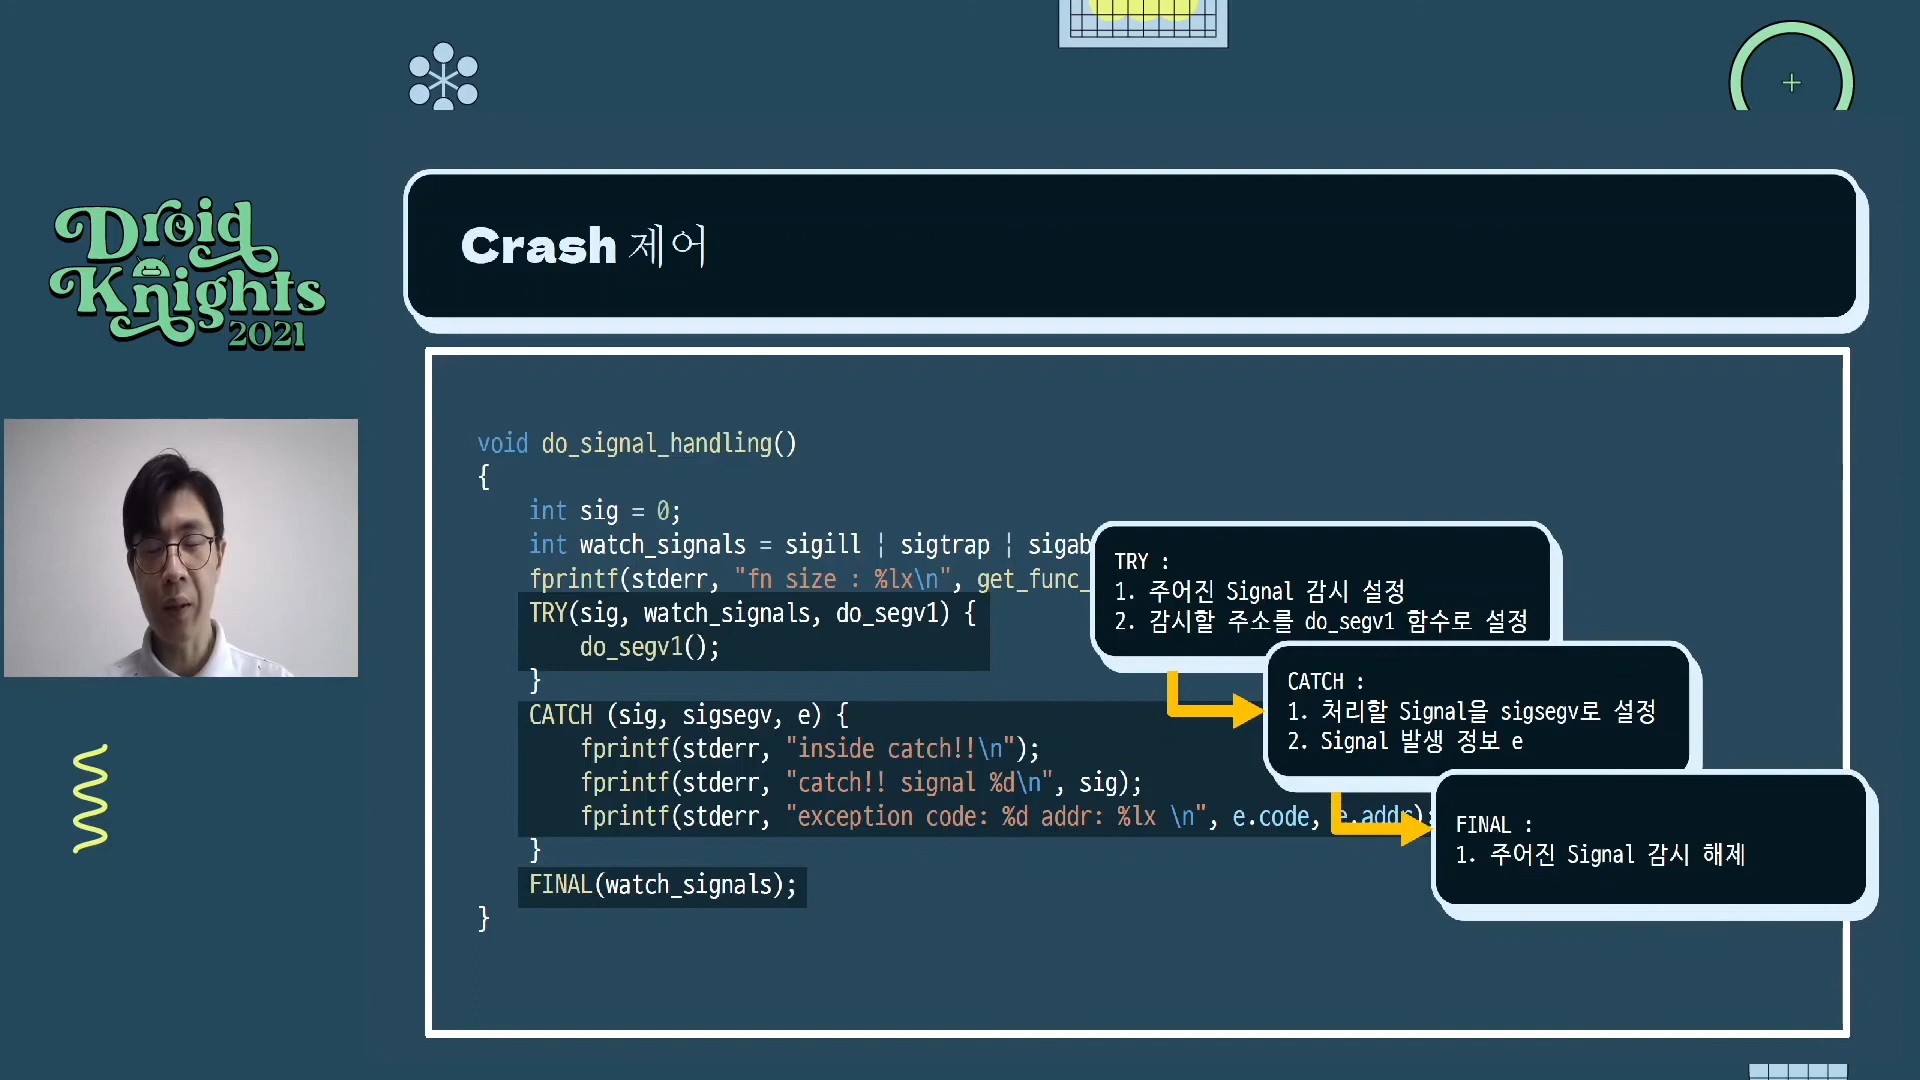 Droid
Knights
2021
Crash 제어
void do_signal_handling()
{
int sig = 0;
int watch_signals = sigill | sigtrap | sigab
fprintf(stderr, "fn size : %lx\n", get_func_
TRY(sig, watch_signals, do_segv1) {
do_segv1();
}
CATCH (sig, sigsegv, e) {
fprintf(stderr, "inside catch!!\n");
fprintf(stderr, "catch!! signal %d\n", sig);
fprintf(stderr, "exception code: %d addr: %lx \n", e.code, e.addr);
}
FINAL(watch_signals);
}
TRY :
1. 주어진 Signal 감시 설정
2. 감시할 주소를 do_segv1 함수로 설정
CATCH :
1. 처리할 Signal을 sigsegv로 설정
2. Signal 발생 정보 e
FINAL :
1. 주어진 Signal 감시 해제